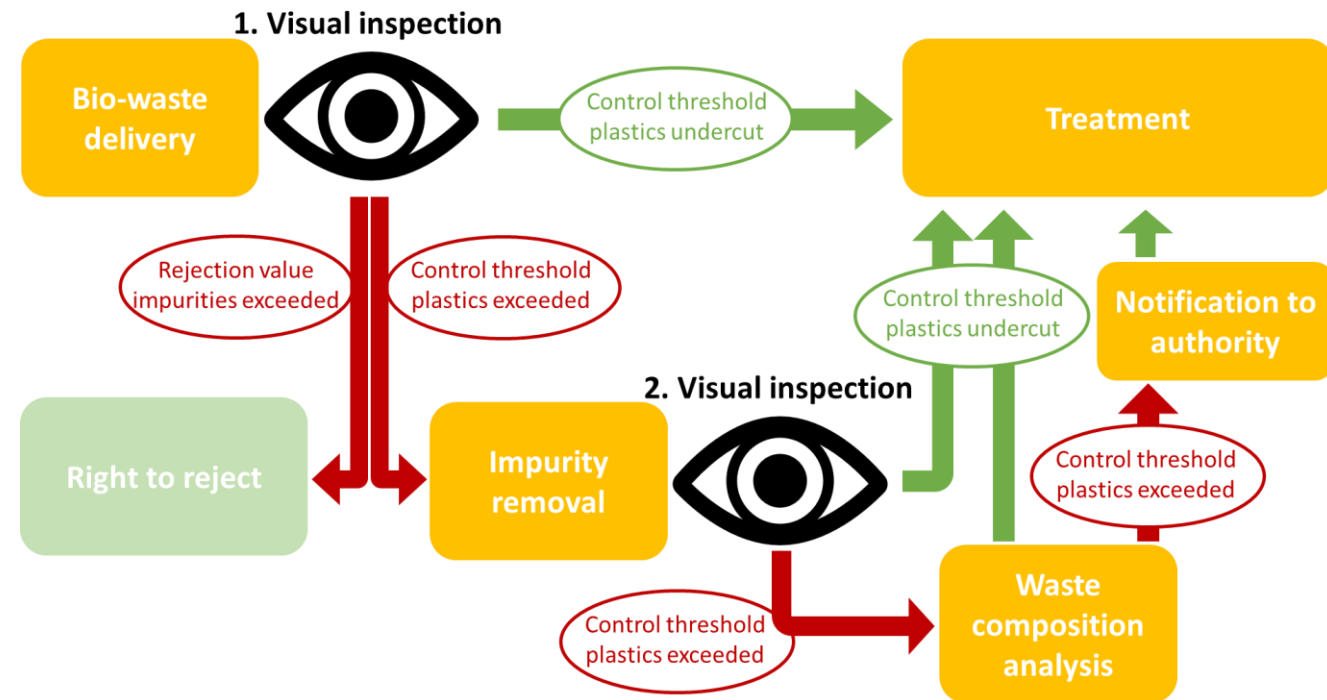 1. Visual inspection
Bio-waste
delivery
Control threshold
plastics undercut
Treatment
Rejection value
impurities exceeded
Control threshold
plastics exceeded
Control threshold
plastics undercut
Notification to
authority
2. Visual inspection
Right to reject
Impurity
removal
Control threshold
plastics exceeded
Control threshold
plastics exceeded
Waste
composition
analysis